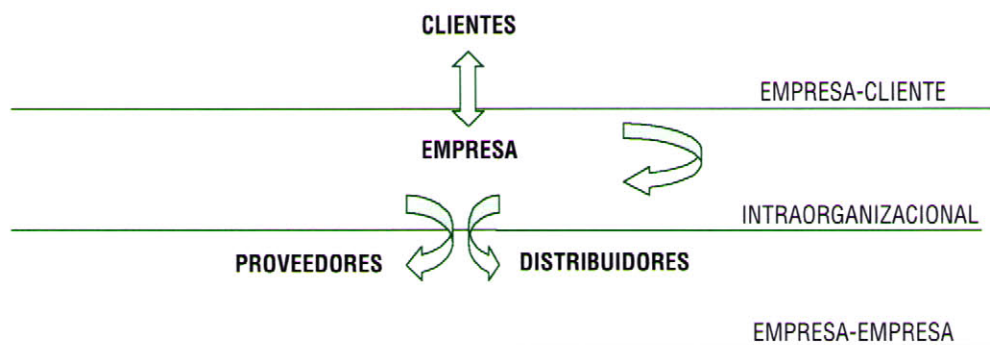 CLIENTES
EMPRESA-CLIENTE
EMPRESA
INTRAORGANIZACIONAL
PROVEEDORES
DISTRIBUIDORES
EMPRESA-EMPRESA